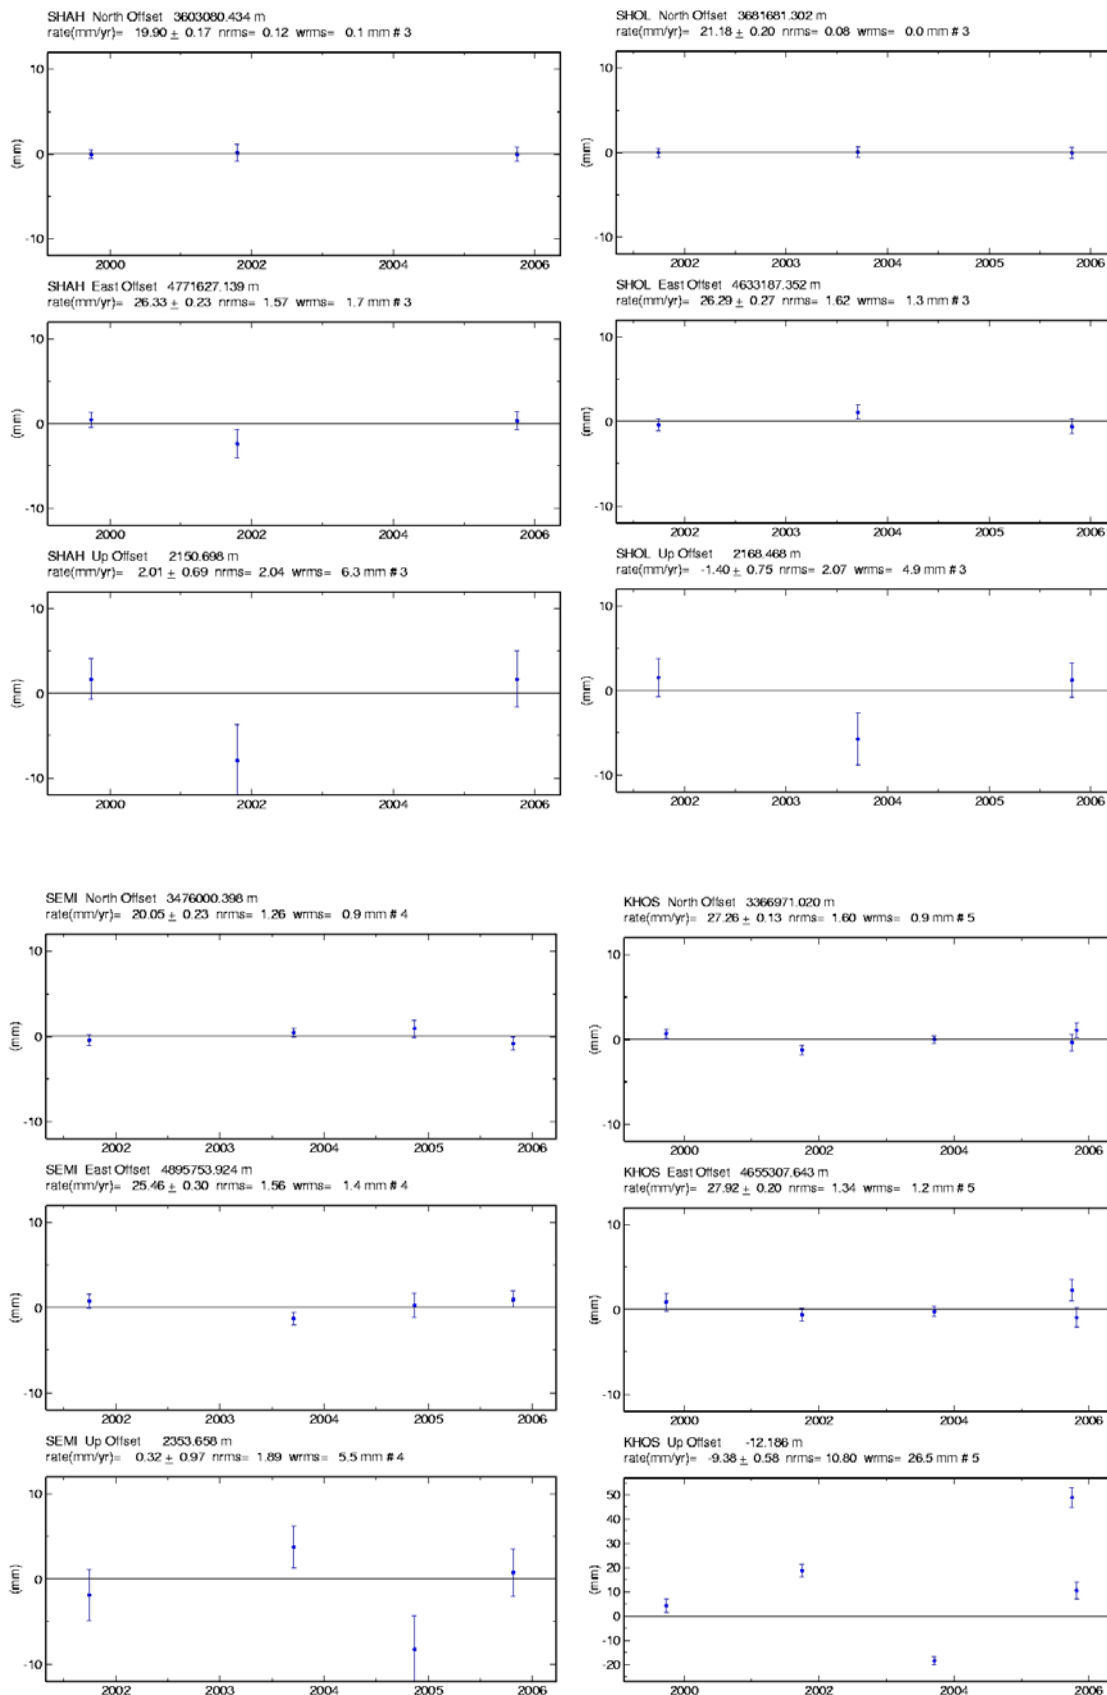 SHAH North Offset 3603080.434 m
rate(mm/yr)= 19.90 ± 0.17 nrms= 0.12 wrms= 0.1 mm # 3
10
0
-10
(mm)
2000 2002 2004 2006
SHAH East Offset 4771627.139 m
rate(mm/yr)= 26.33 ± 0.23 nrms= 1.57 wrms= 1.7 mm # 3
10
0
-10
(mm)
2000 2002 2004 2006
SHAH Up Offset 2150.698 m
rate(mm/yr)= 2.01 ± 0.69 nrms= 2.04 wrms= 6.3 mm # 3
10
0
-10
(mm)
2000 2002 2004 2006
SHOL North Offset 3681681.302 m
rate(mm/yr)= 21.18 ± 0.20 nrms= 0.08 wrms= 0.0 mm # 3
10
0
-10
(mm)
2002 2003 2004 2005 2006
SHOL East Offset 4633187.352 m
rate(mm/yr)= 26.29 ± 0.27 nrms= 1.62 wrms= 1.3 mm # 3
10
0
-10
(mm)
2002 2003 2004 2005 2006
SHOL Up Offset 2168.468 m
rate(mm/yr)= -1.40 ± 0.75 nrms= 2.07 wrms= 4.9 mm # 3
10
0
-10
(mm)
2002 2003 2004 2005 2006
SEMI North Offset 3476000.398 m
rate(mm/yr)= 20.05 ± 0.23 nrms= 1.26 wrms= 0.9 mm # 4
10
0
-10
(mm)
2002 2003 2004 2005 2006
SEMI East Offset 4895753.924 m
rate(mm/yr)= 25.46 ± 0.30 nrms= 1.56 wrms= 1.4 mm # 4
10
0
-10
(mm)
2002 2003 2004 2005 2006
SEMI Up Offset 2353.658 m
rate(mm/yr)= 0.32 ± 0.97 nrms= 1.89 wrms= 5.5 mm # 4
10
0
-10
(mm)
2002 2003 2004 2005 2006
KHOS North Offset 3366971.020 m
rate(mm/yr)= 27.26 ± 0.13 nrms= 1.60 wrms= 0.9 mm # 5
10
0
-10
(mm)
2000 2002 2004 2006
KHOS East Offset 4655307.643 m
rate(mm/yr)= 27.92 ± 0.20 nrms= 1.34 wrms= 1.2 mm # 5
10
0
-10
(mm)
2000 2002 2004 2006
KHOS Up Offset -12.186 m
rate(mm/yr)= -9.38 ± 0.58 nrms= 10.80 wrms= 26.5 mm # 5
50
40
30
20
10
0
-10
-20
(mm)
2000 2002 2004 2006